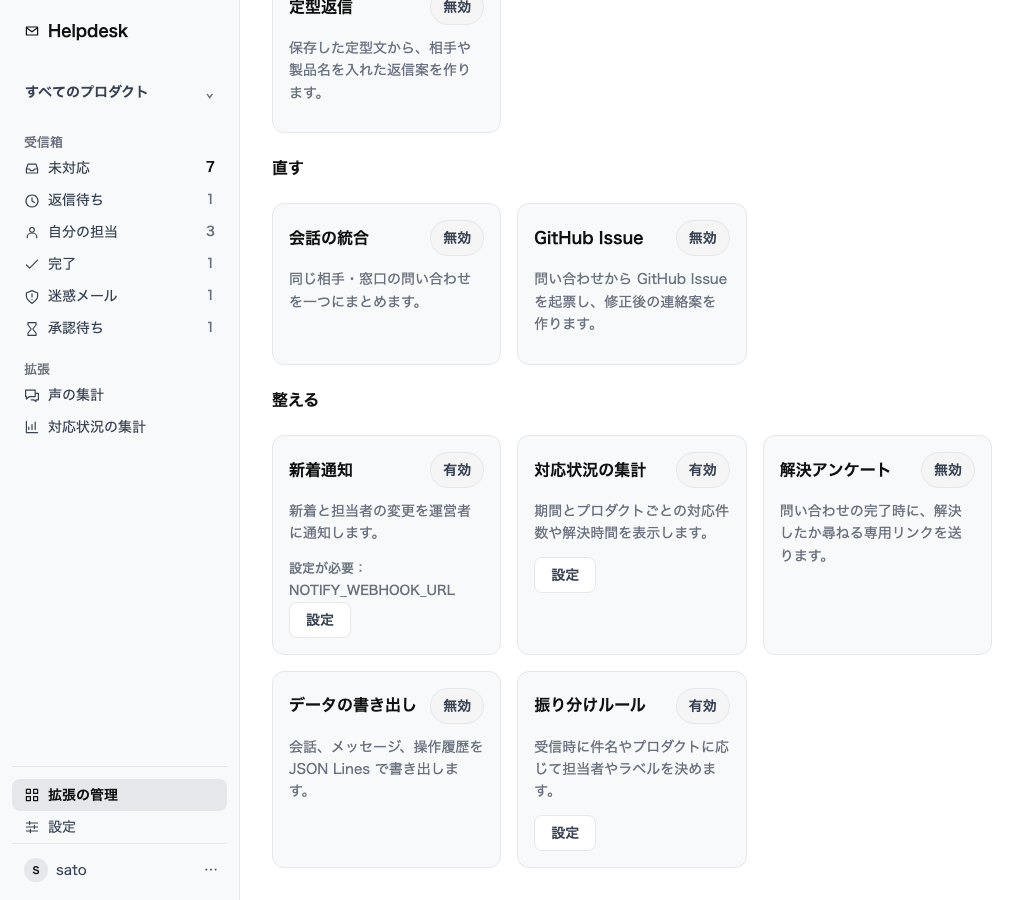 Helpdesk
すべてのプロダクト
受信箱
未対応 7
返信待ち 1
自分の担当 3
完了 1
迷惑メール 1
承認待ち 1
拡張
声の集計
対応状況の集計
拡張の管理
設定
S sato ...
定型返信 無効
保存した定型文から、相手や
製品名を入れた返信案を作り
ます。
直す
会話の統合 無効
同じ相手・窓口の問い合わせ
を一つにまとめます。
GitHub Issue 無効
問い合わせから GitHub Issue
を起票し、修正後の連絡案を
作ります。
整える
新着通知 有効
新着と担当者の変更を運営者
に通知します。
設定が必要：
NOTIFY_WEBHOOK_URL
設定
対応状況の集計 有効
期間とプロダクトごとの対応件
数や解決時間を表示します。
設定
解決アンケート 無効
問い合わせの完了時に、解決
したか尋ねる専用リンクを送
ります。
データの書き出し 無効
会話、メッセージ、操作履歴を
JSON Lines で書き出しま
す。
振り分けルール 有効
受信時に件名やプロダクトに応
じて担当者やラベルを決めま
す。
設定